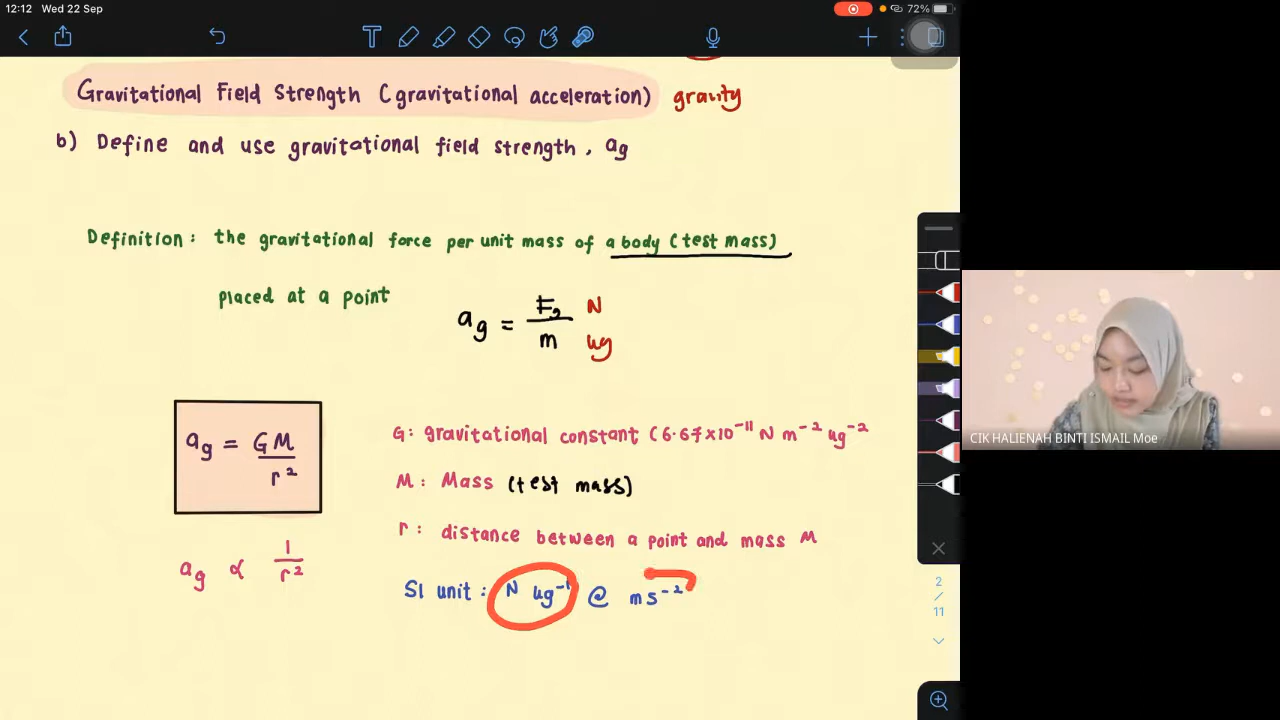 12:12 Wed 22 Sep
72%
Gravitational Field Strength (gravitational acceleration) gravity
b) Define and use gravitational field strength, ag
Definition: the gravitational force per unit mass of a body (test mass)
placed at a point
ag = Fg / m N / kg
ag = GM / r²
G: gravitational constant (6.67×10⁻¹¹ N m⁻² kg⁻²
M: Mass (test mass)
r: distance between a point and mass M
ag ∝ 1 / r²
SI unit: N kg⁻¹ @ ms⁻²
2 / 11
CIK HALIENAH BINTI ISMAIL Moe